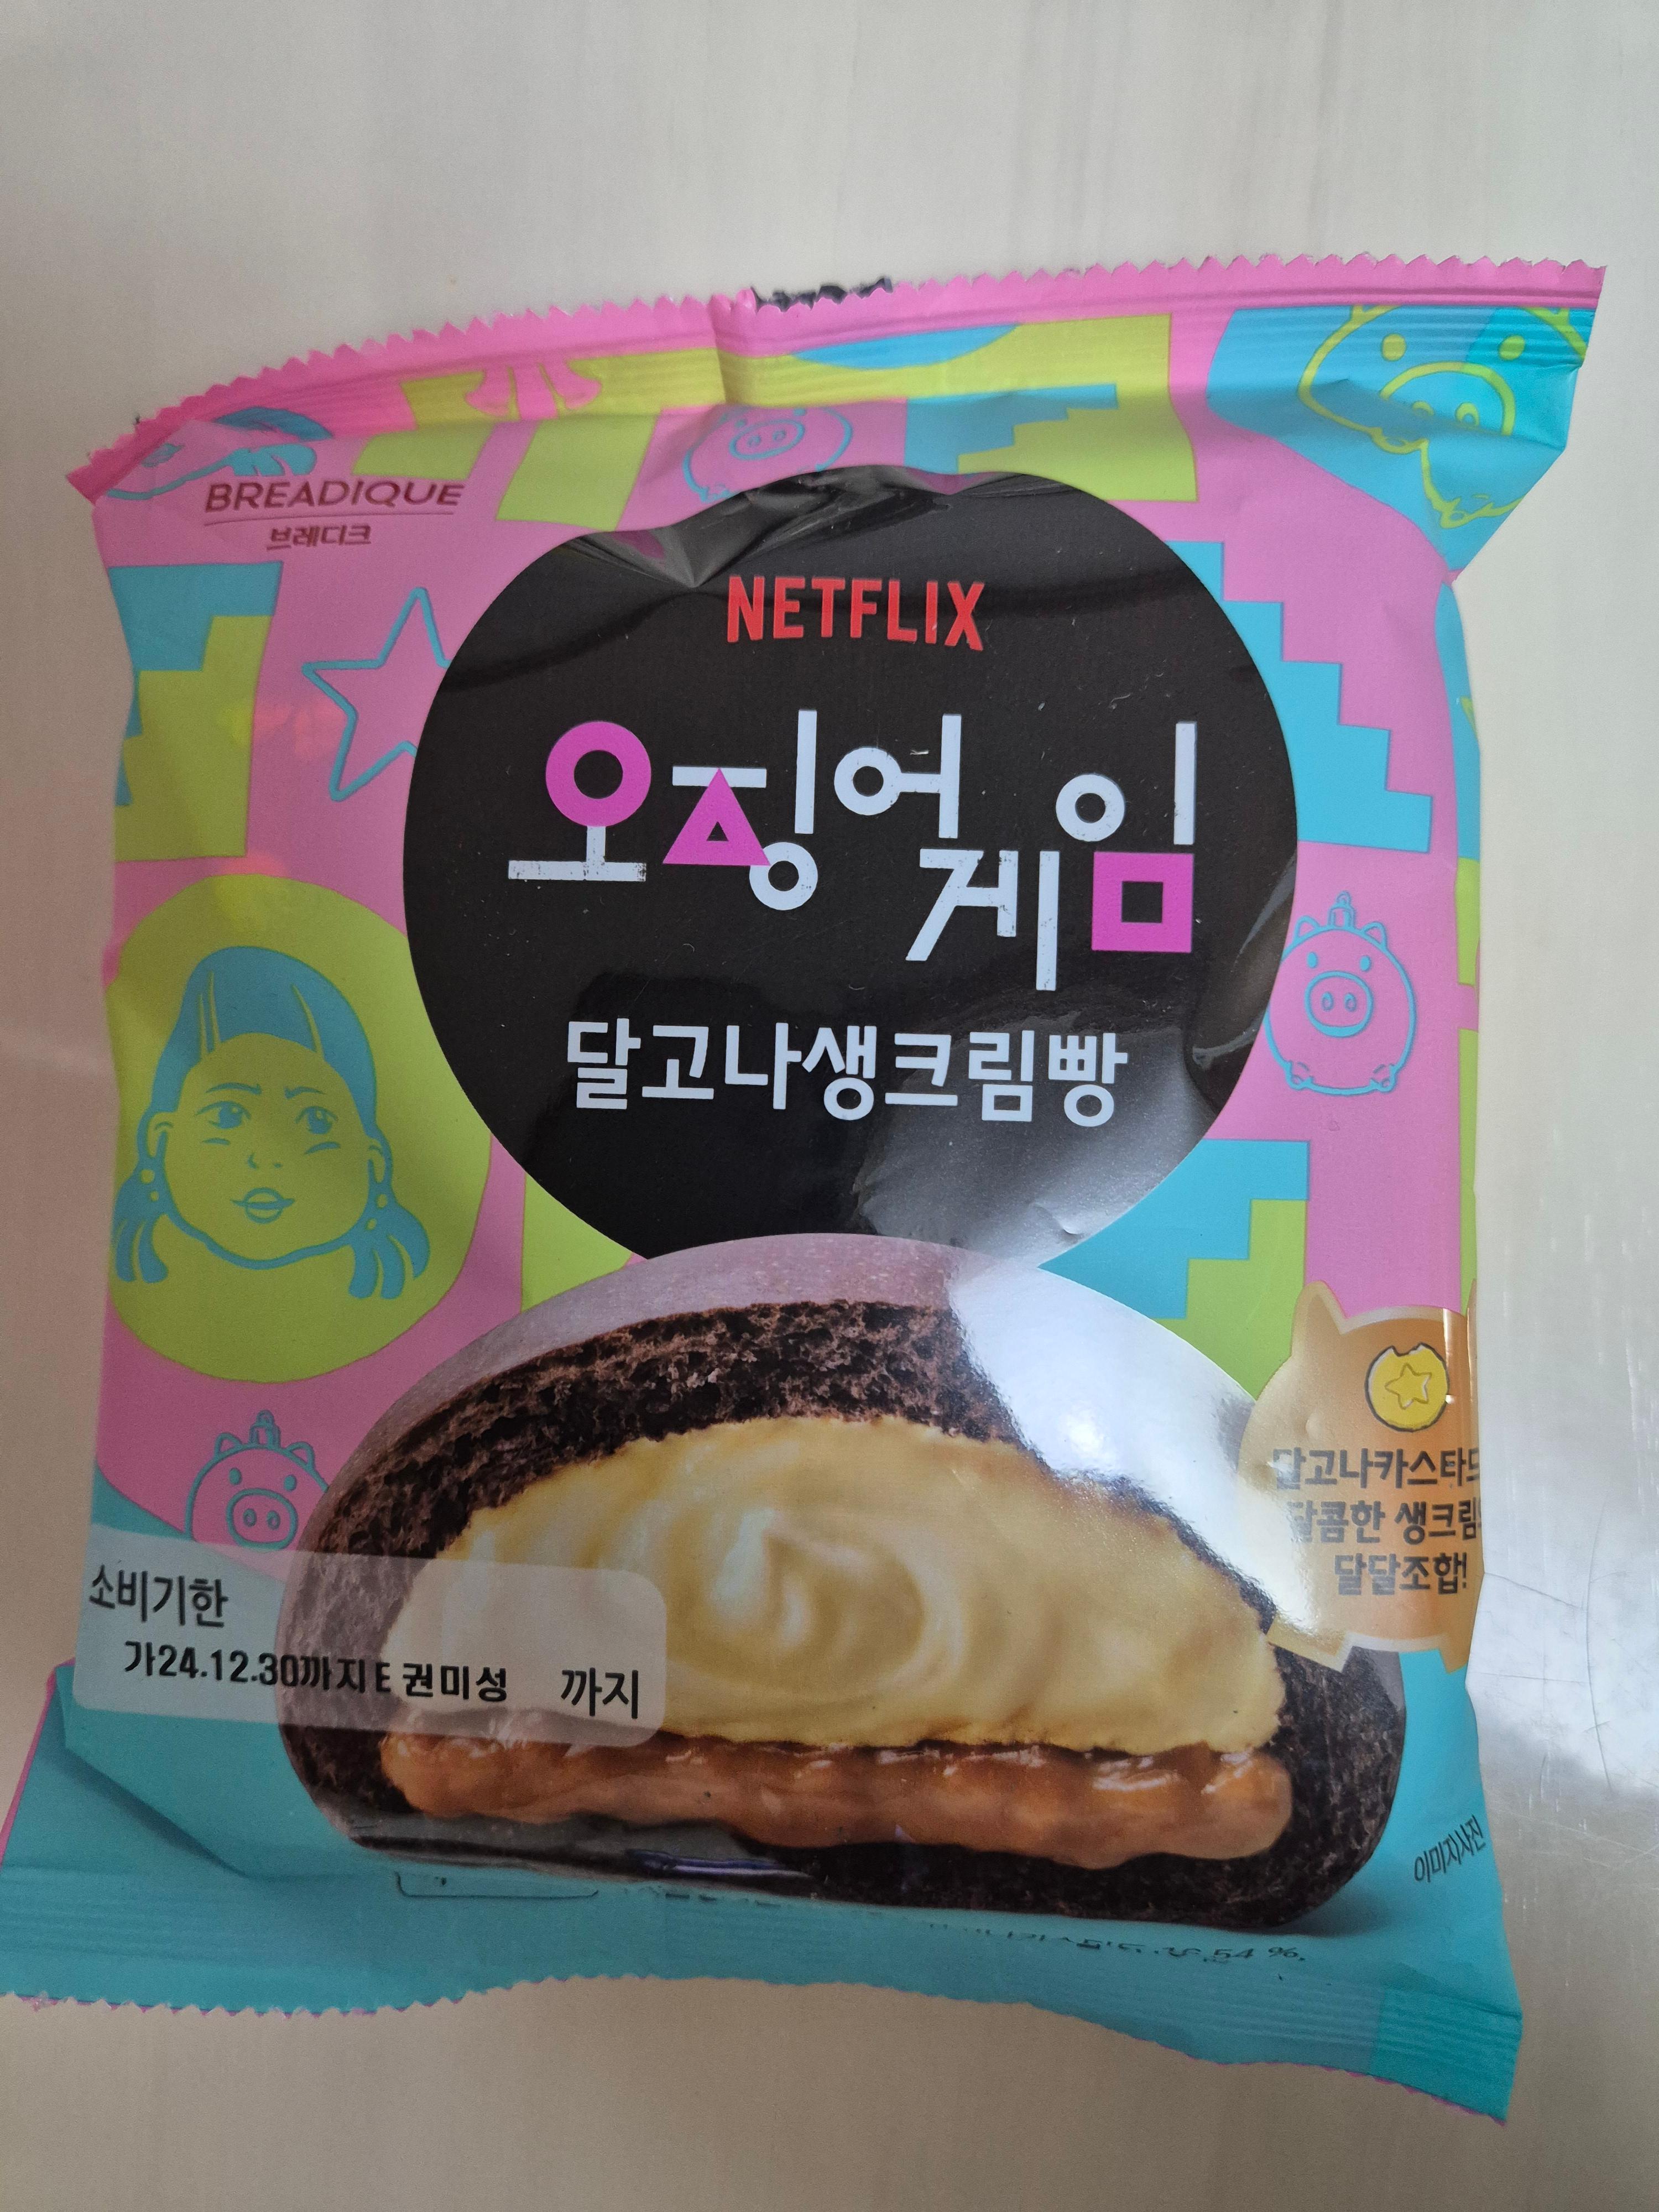 BREADIQUE
브레디크
NETFLIX
오징어
게임
달고나생크림빵
달고나카스타드
달콤한 생크림
달달조합!
소비기한
가24.12.30까지 E 권미성 까지
이미지사진
54 %,